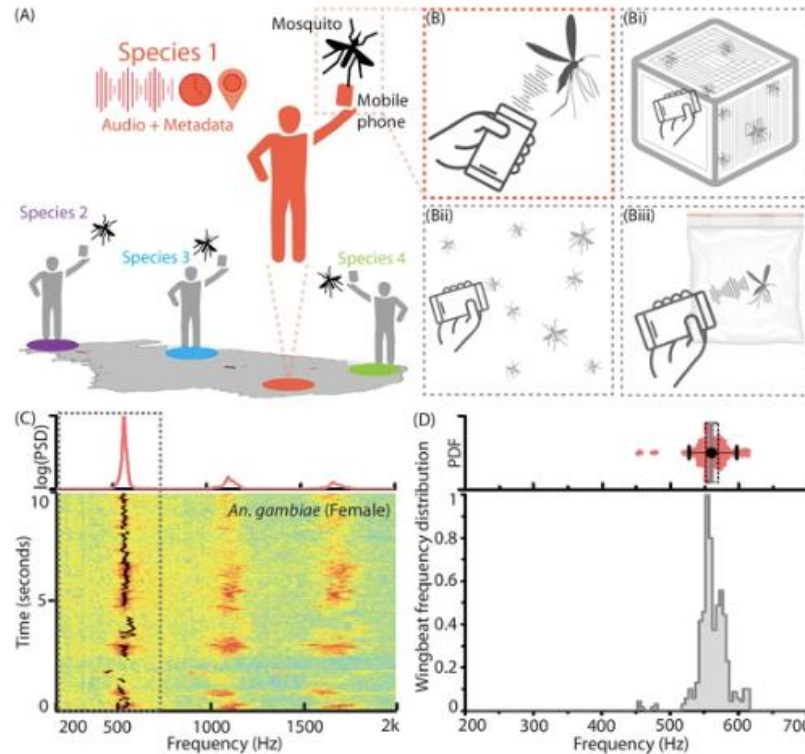 (A)
Species 1
Audio + Metadata
Mosquito
Mobile
phone
Species 2
Species 3
Species 4
(B)
(Bi)
(Bii)
(Biii)
(C)
log(PSD)
An. gambiae (Female)
Time (seconds)
10
5
0
200 500 1000 1500 2k
Frequency (Hz)
(D)
PDF
Wingbeat frequency distribution
1
0.8
0.6
0.4
0.2
0
200 300 400 500 600 700
Frequency (Hz)